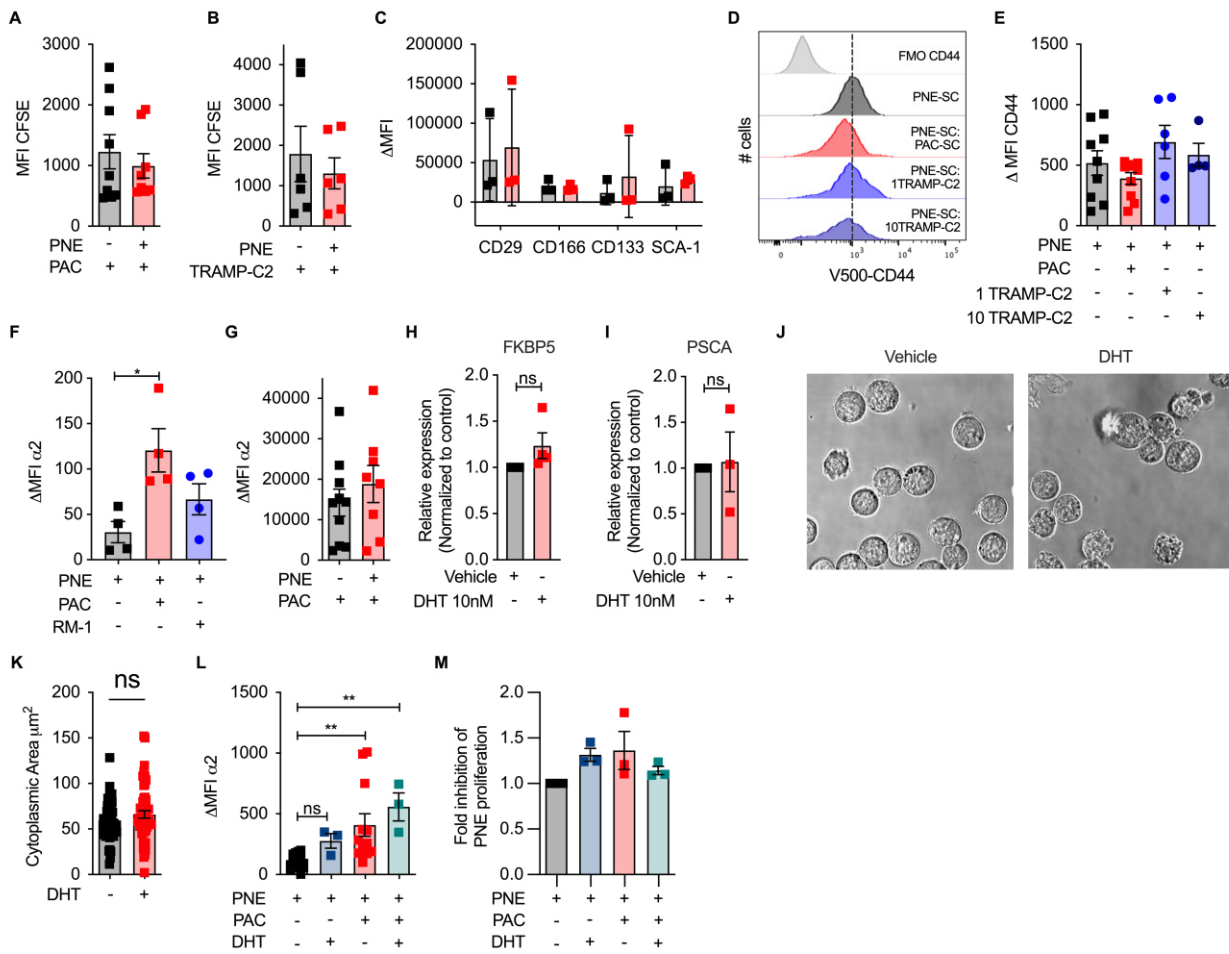 A
MFI CFSE
3000
2000
1000
0
PNE - +
PAC + +
B
MFI CFSE
5000
4000
3000
2000
1000
0
PNE - +
TRAMP-C2 + +
C
ΔMFI
200000
150000
100000
50000
0
CD29 CD166 CD133 SCA-1
D
# cells
FMO CD44
PNE-SC
PNE-SC:
PAC-SC
PNE-SC:
1TRAMP-C2
PNE-SC:
10TRAMP-C2
0 10³ 10⁴ 10⁵
V500-CD44
E
Δ MFI CD44
1500
1000
500
0
PNE + + + +
PAC - + - -
1 TRAMP-C2 - - + -
10 TRAMP-C2 - - - +
F
ΔMFI α2
200
150
100
50
0
*
PNE + + +
PAC - + -
RM-1 - - +
G
ΔMFI α2
40000
30000
20000
10000
0
PNE - +
PAC + +
H
FKBP5
Relative expression
(Normalized to control)
2.0
1.5
1.0
0.5
0.0
ns
Vehicle + -
DHT 10nM - +
I
PSCA
Relative expression
(Normalized to control)
2.0
1.5
1.0
0.5
0.0
ns
Vehicle + -
DHT 10nM - +
J
Vehicle DHT
K
Cytoplasmic Area µm²
200
150
100
50
0
ns
DHT - +
L
ΔMFI α2
1500
1000
500
0
**
**
ns
PNE + + + +
PAC - - + +
DHT - + - +
M
Fold inhibition of
PNE proliferation
2.0
1.5
1.0
0.5
0.0
PNE + + + +
PAC - - + +
DHT - + - +